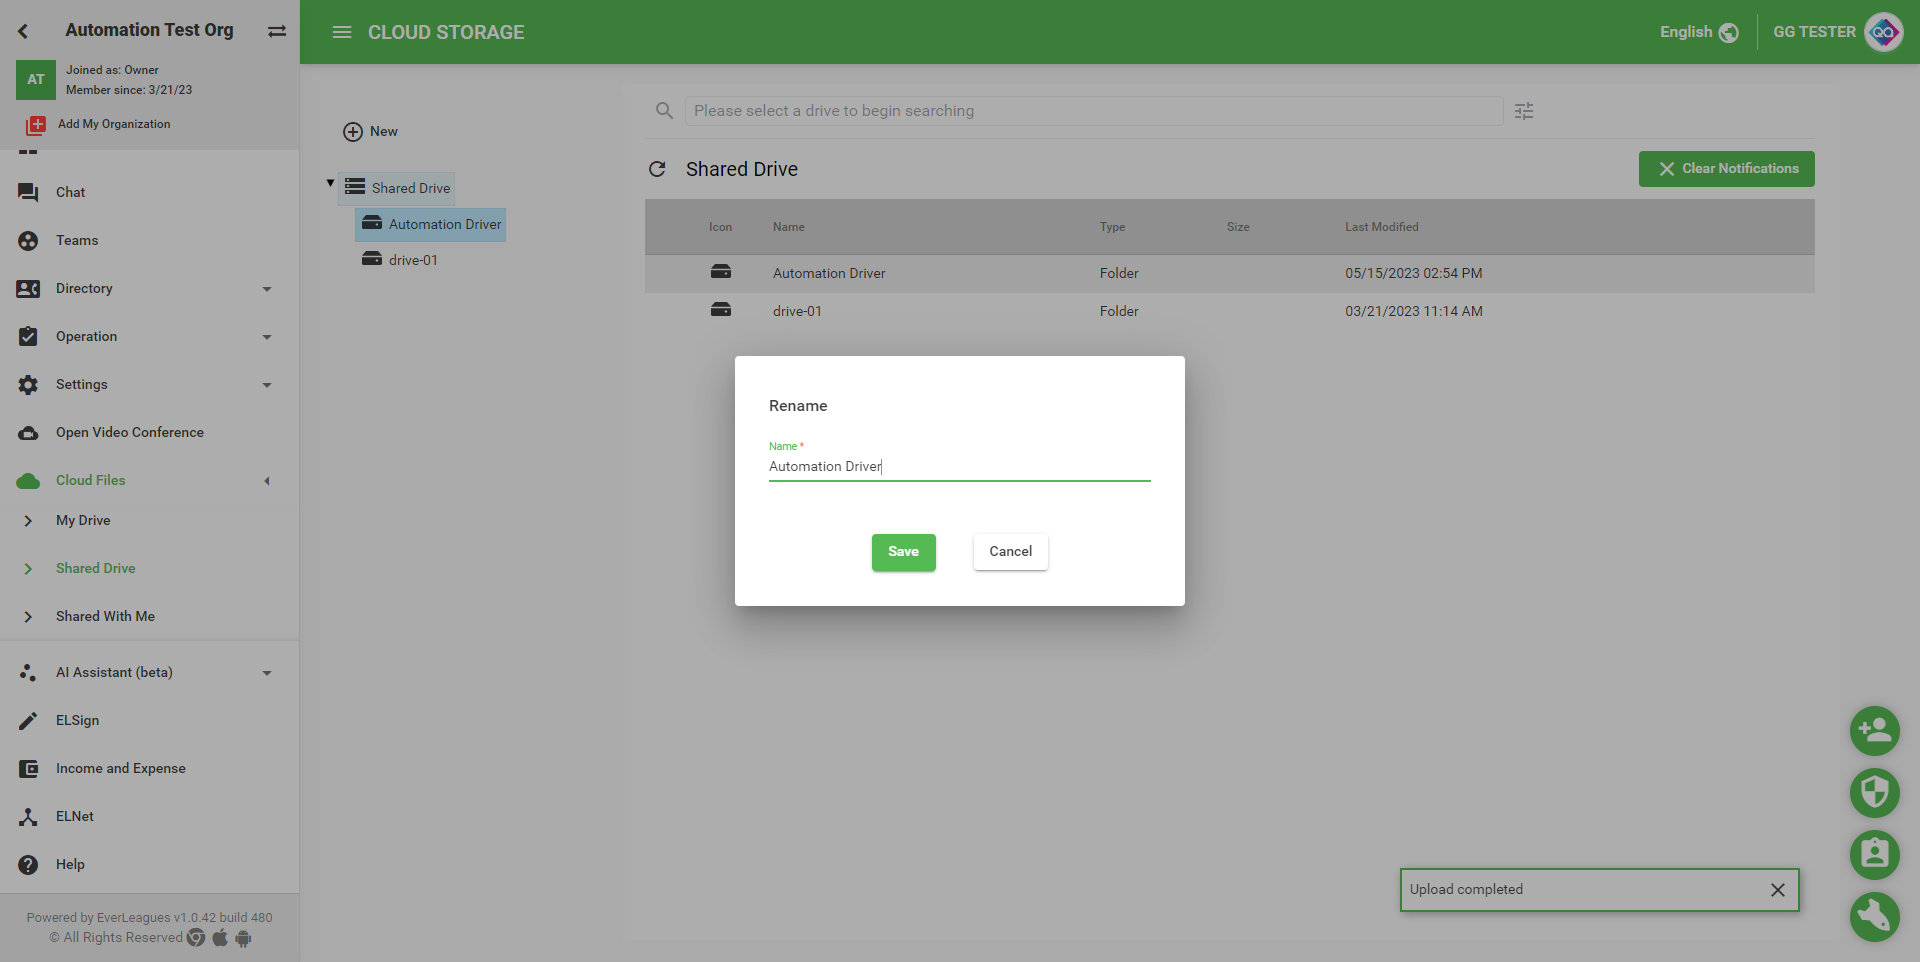 Automation Test Org
AT
Joined as: Owner
Member since: 3/21/23
Add My Organization
Chat
Teams
Directory
Operation
Settings
Open Video Conference
Cloud Files
My Drive
Shared Drive
Shared With Me
AI Assistant (beta)
ELSign
Income and Expense
ELNet
Help
Powered by EverLeagues v1.0.42 build 480
© All Rights Reserved
CLOUD STORAGE
English
GG TESTER
QA
New
Shared Drive
Automation Driver
drive-01
Please select a drive to begin searching
Shared Drive
Clear Notifications
Icon Name Type Size Last Modified
Automation Driver Folder 05/15/2023 02:54 PM
drive-01 Folder 03/21/2023 11:14 AM
Rename
Name *
Automation Driver
Save Cancel
Upload completed